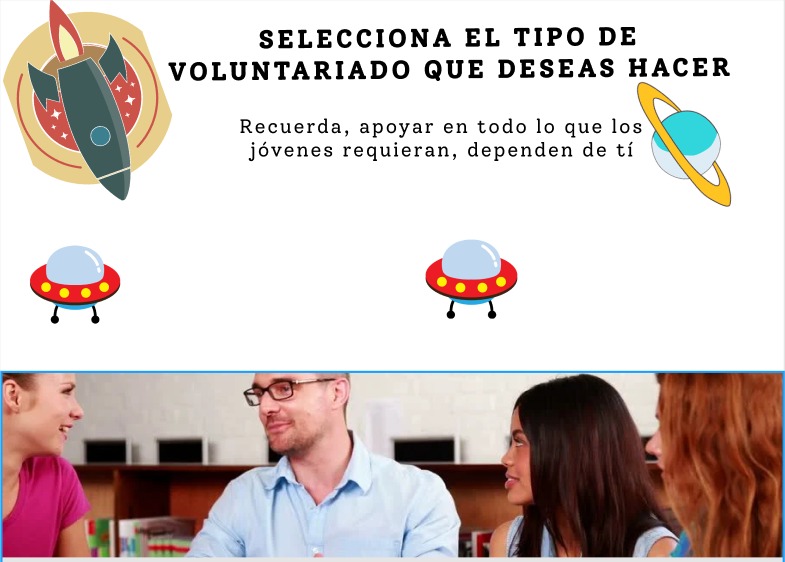 SELECCIONA EL TIPO DE
VOLUNTARIADO QUE DESEAS HACER
Recuerda, apoyar en todo lo que los
jóvenes requieran, dependen de tí